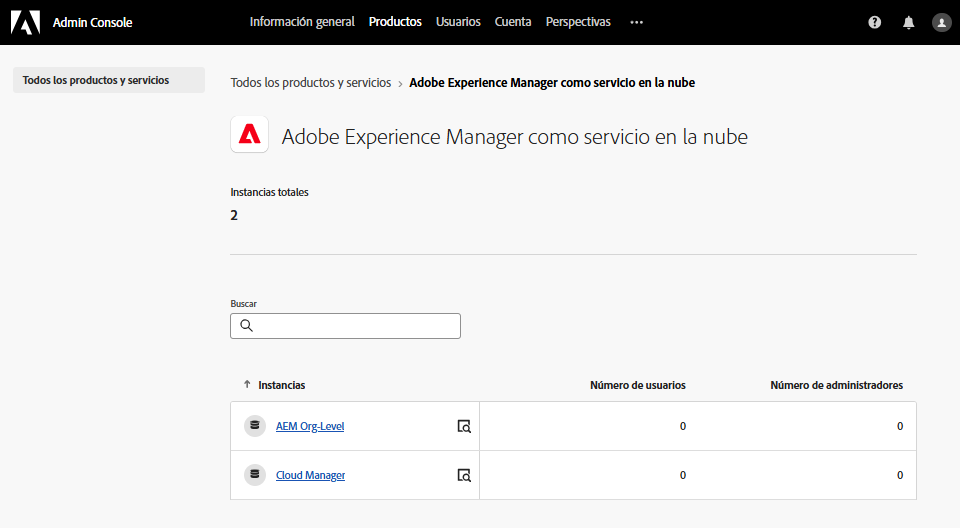 Admin Console Información general Productos Usuarios Cuenta Perspectivas
Todos los productos y servicios
Todos los productos y servicios › Adobe Experience Manager como servicio en la nube
Adobe Experience Manager como servicio en la nube
Instancias totales
2
Buscar
↑ Instancias Número de usuarios Número de administradores
AEM Org-Level 0 0
Cloud Manager 0 0